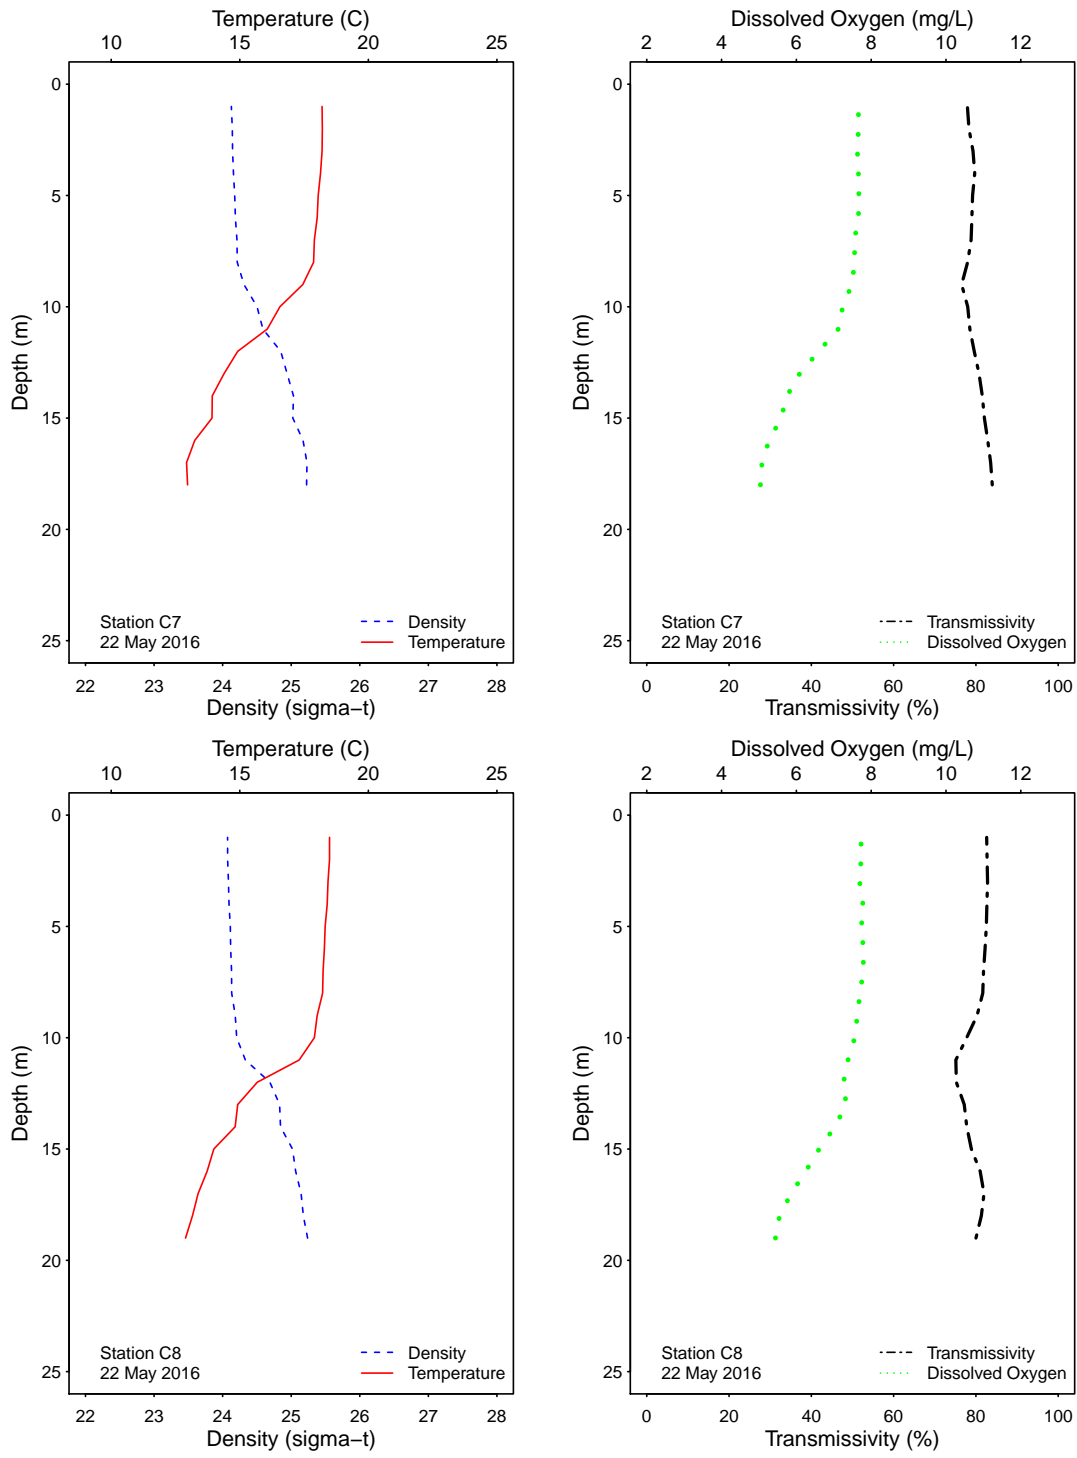 Temperature (C)
10 15 20 25
0
5
10
15
20
25
Depth (m)
Station C7
22 May 2016
Density
Temperature
22 23 24 25 26 27 28
Density (sigma−t)
Dissolved Oxygen (mg/L)
2 4 6 8 10 12
0
5
10
15
20
25
Depth (m)
Station C7
22 May 2016
Transmissivity
Dissolved Oxygen
0 20 40 60 80 100
Transmissivity (%)
Temperature (C)
10 15 20 25
0
5
10
15
20
25
Depth (m)
Station C8
22 May 2016
Density
Temperature
22 23 24 25 26 27 28
Density (sigma−t)
Dissolved Oxygen (mg/L)
2 4 6 8 10 12
0
5
10
15
20
25
Depth (m)
Station C8
22 May 2016
Transmissivity
Dissolved Oxygen
0 20 40 60 80 100
Transmissivity (%)